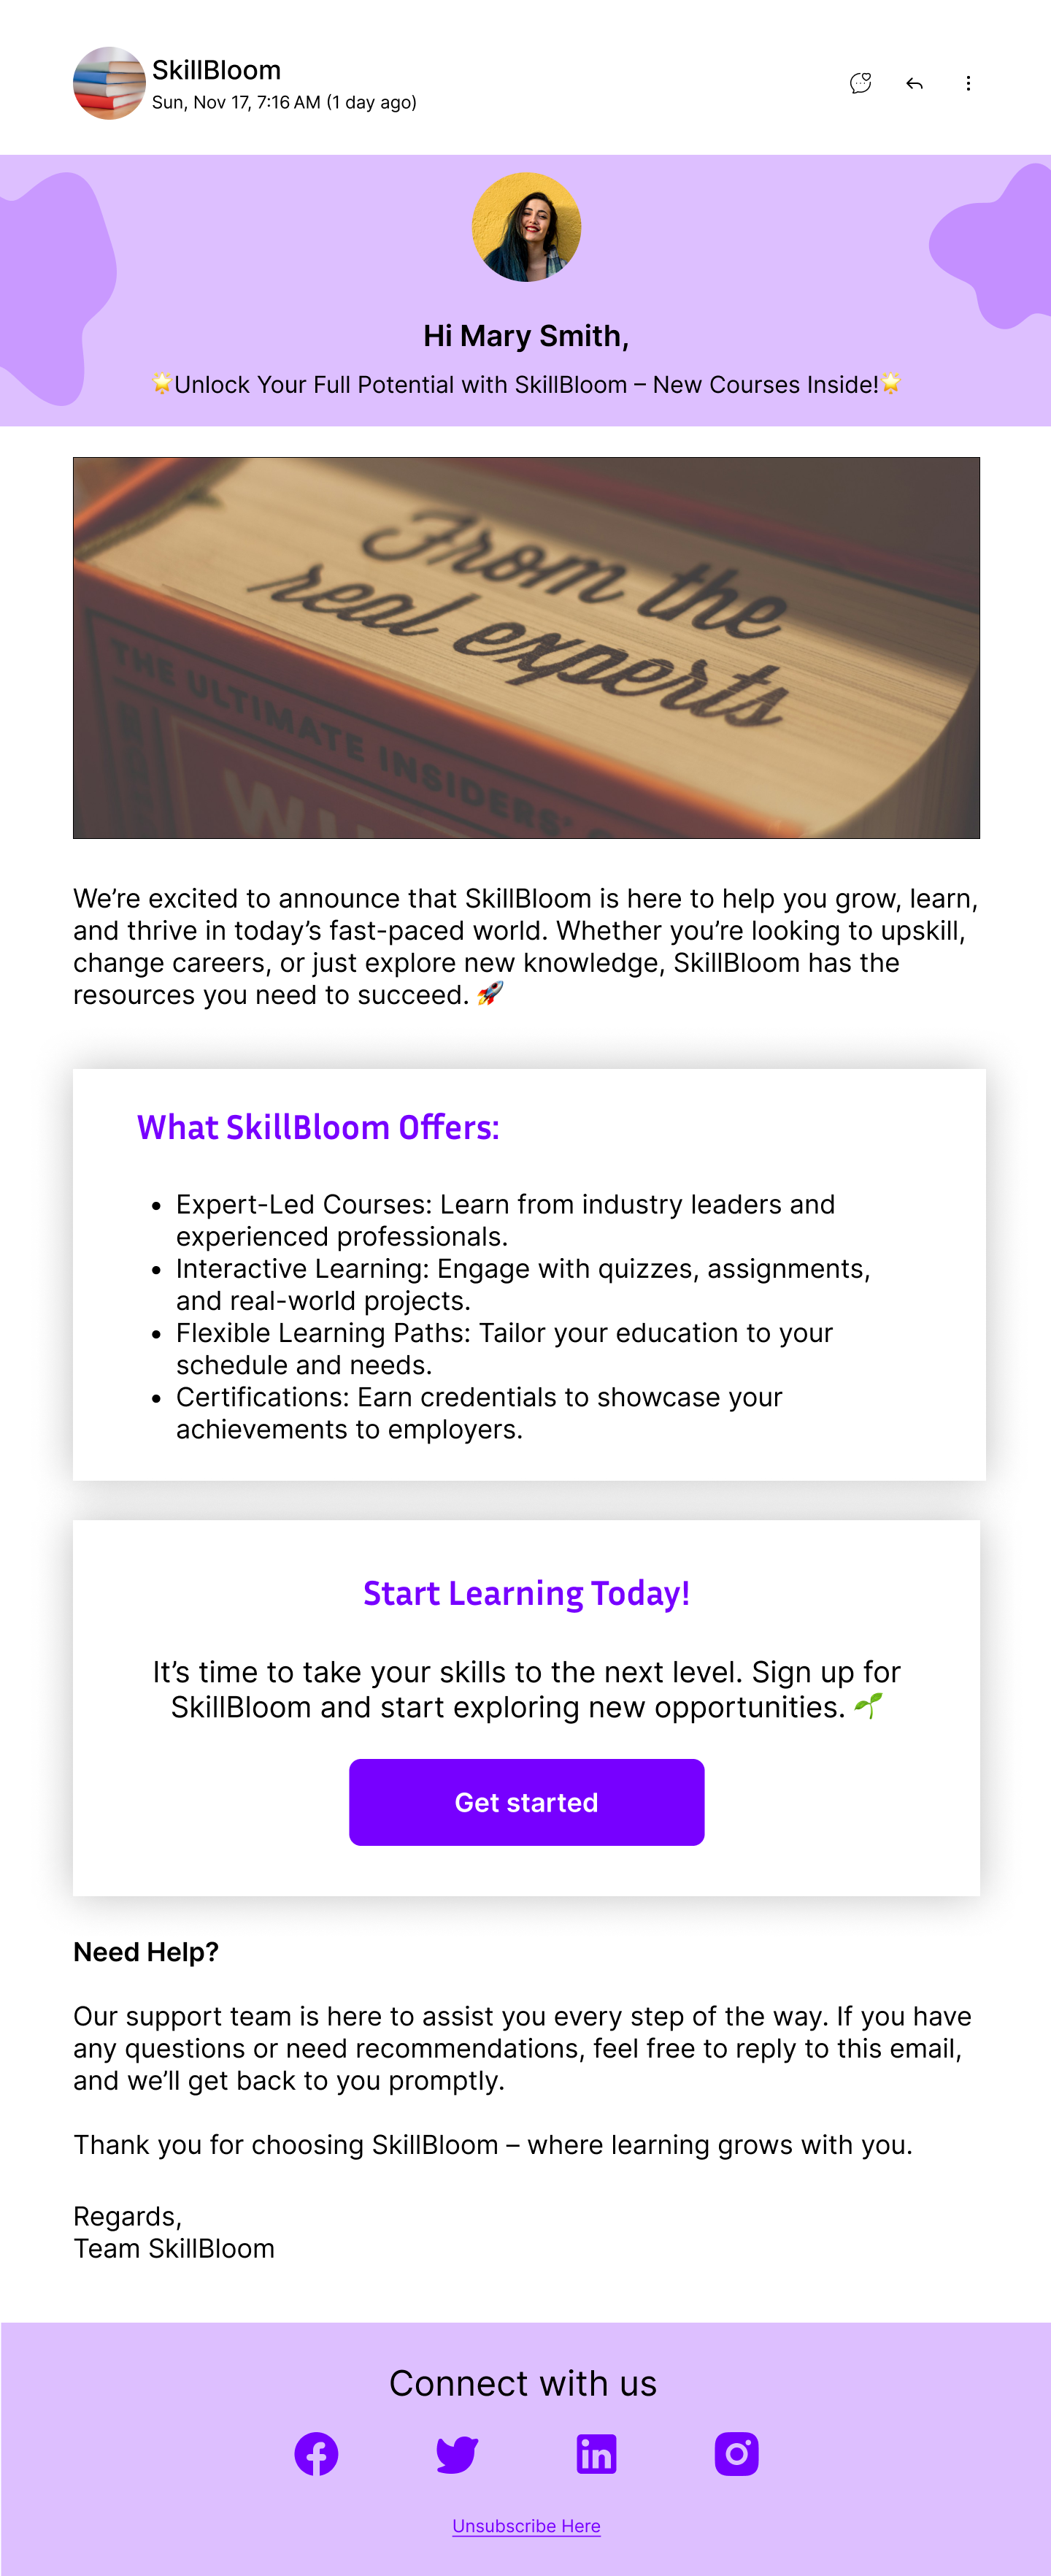 SkillBloom
Sun, Nov 17, 7:16 AM (1 day ago)
Hi Mary Smith,
🌟Unlock Your Full Potential with SkillBloom – New Courses Inside!🌟
From the
real experts
THE ULTIMATE INSIDERS'
We're excited to announce that SkillBloom is here to help you grow, learn,
and thrive in today's fast-paced world. Whether you're looking to upskill,
change careers, or just explore new knowledge, SkillBloom has the
resources you need to succeed. 🚀
What SkillBloom Offers:
• Expert-Led Courses: Learn from industry leaders and
experienced professionals.
• Interactive Learning: Engage with quizzes, assignments,
and real-world projects.
• Flexible Learning Paths: Tailor your education to your
schedule and needs.
• Certifications: Earn credentials to showcase your
achievements to employers.
Start Learning Today!
It's time to take your skills to the next level. Sign up for
SkillBloom and start exploring new opportunities. 🌱
Get started
Need Help?
Our support team is here to assist you every step of the way. If you have
any questions or need recommendations, feel free to reply to this email,
and we'll get back to you promptly.
Thank you for choosing SkillBloom – where learning grows with you.
Regards,
Team SkillBloom
Connect with us
Unsubscribe Here